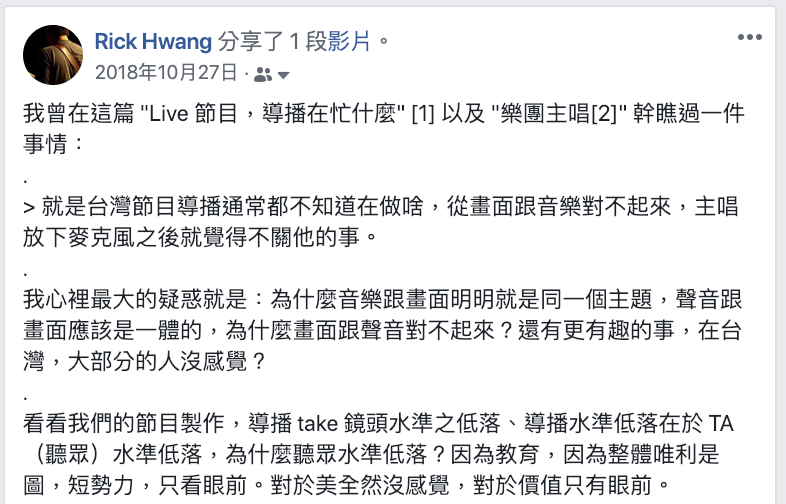 Rick Hwang 分享了 1 段影片。
2018年10月27日 ·
我曾在這篇 "Live 節目，導播在忙什麼" [1] 以及 "樂團主唱[2]" 幹瞧過一件
事情：
.
> 就是台灣節目導播通常都不知道在做啥，從畫面跟音樂對不起來，主唱
放下麥克風之後就覺得不關他的事。
.
我心裡最大的疑惑就是：為什麼音樂跟畫面明明就是同一個主題，聲音跟
畫面應該是一體的，為什麼畫面跟聲音對不起來？還有更有趣的事，在台
灣，大部分的人沒感覺？
.
看看我們的節目製作，導播 take 鏡頭水準之低落、導播水準低落在於 TA
（聽眾）水準低落，為什麼聽眾水準低落？因為教育，因為整體唯利是
圖，短勢力，只看眼前。對於美全然沒感覺，對於價值只有眼前。